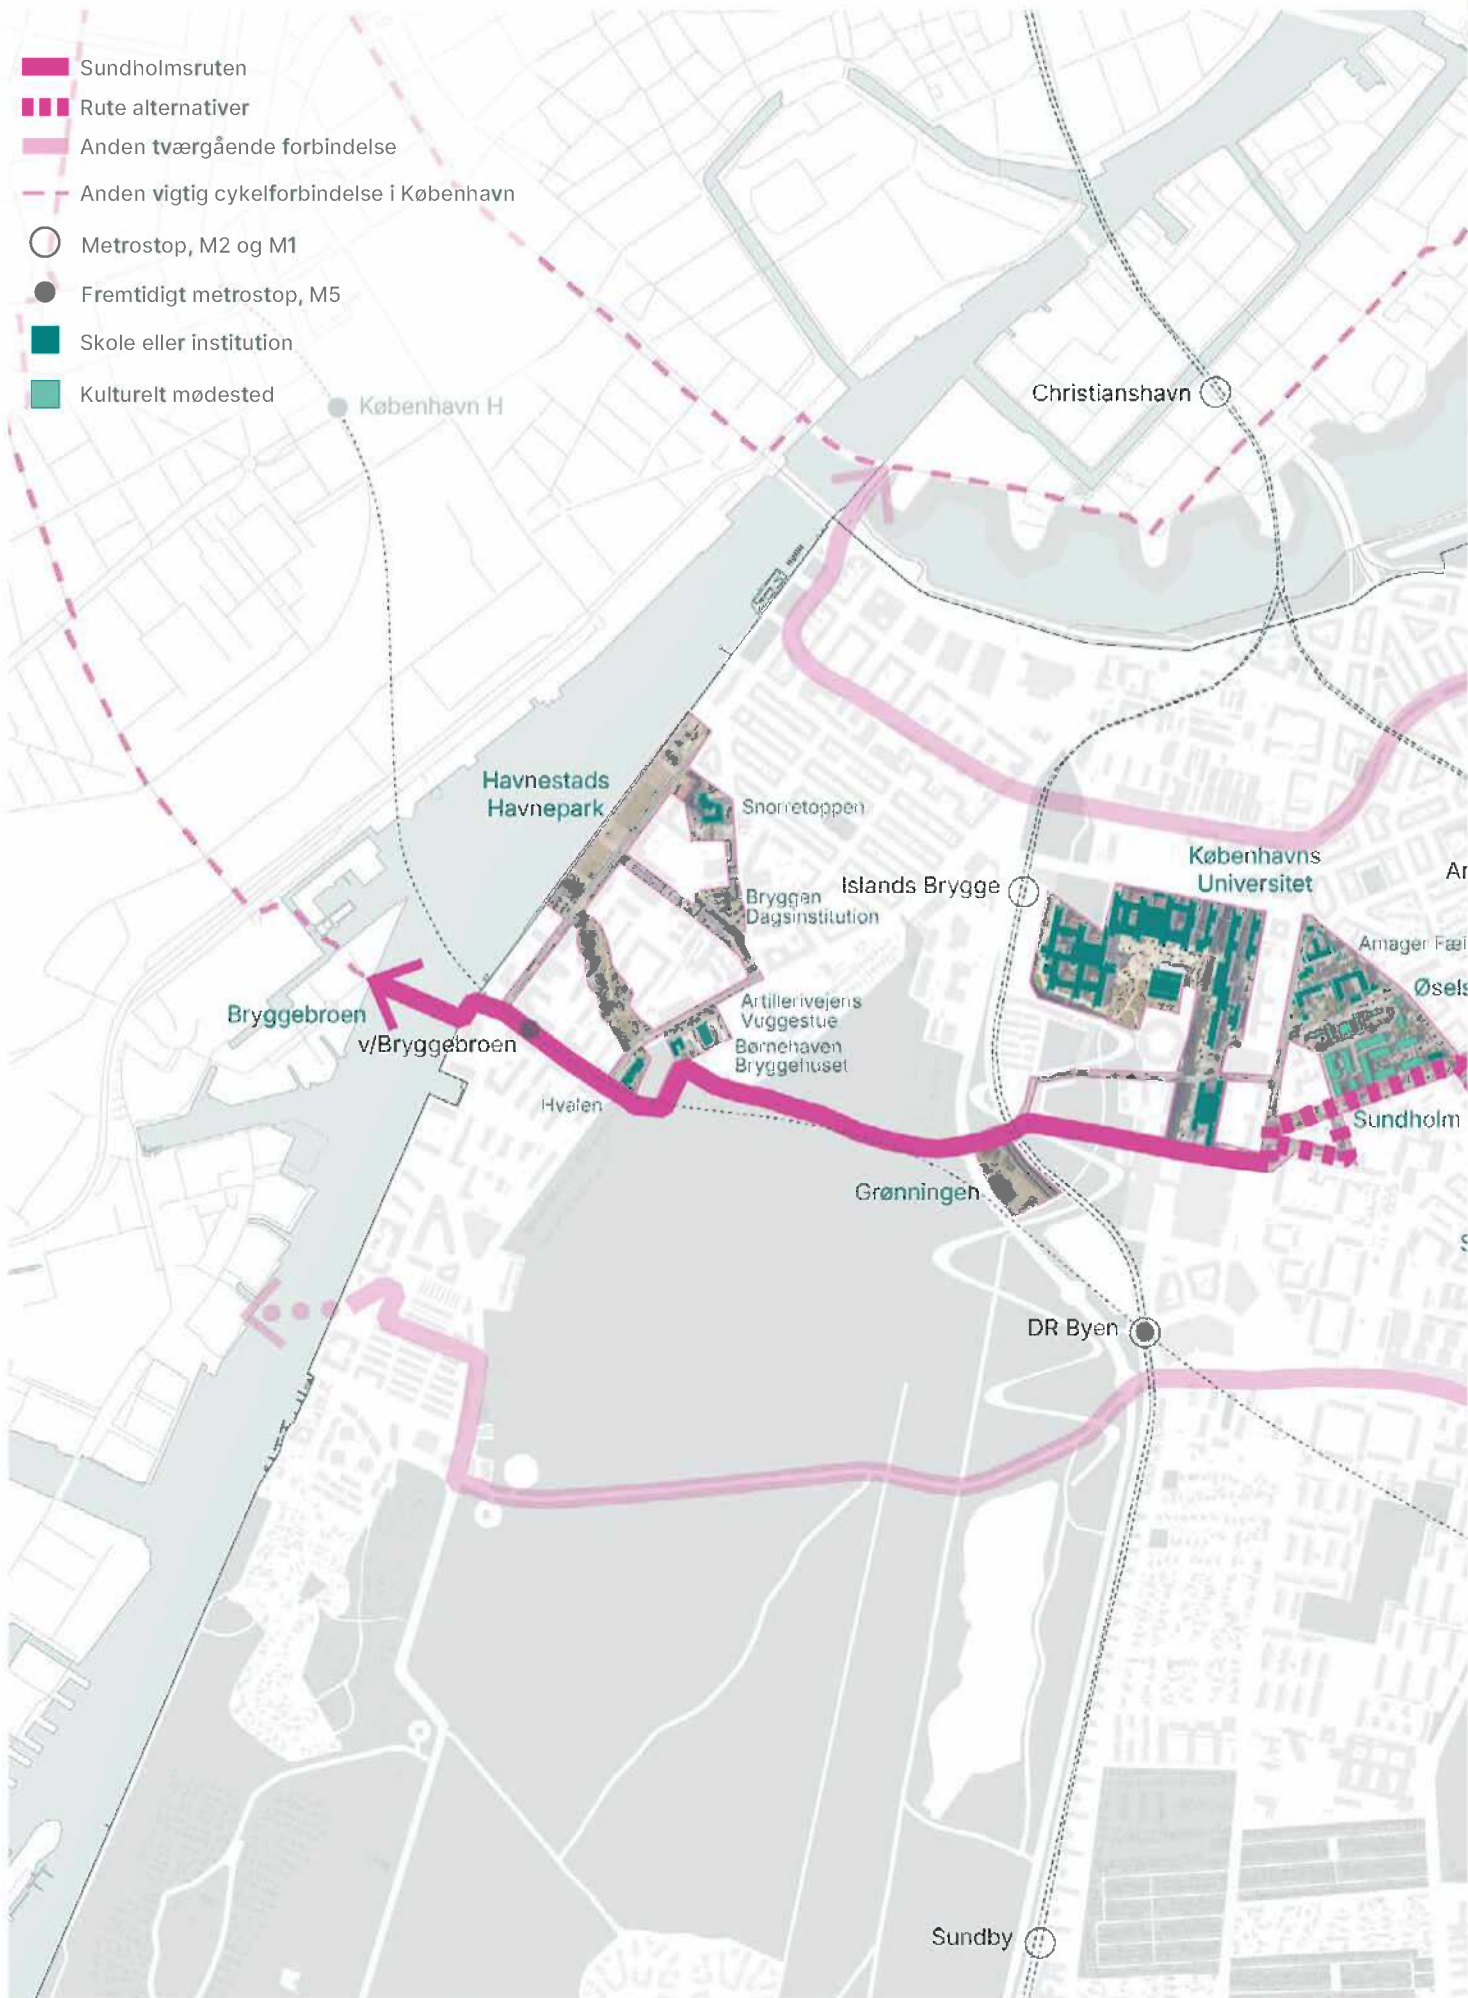 Sundholmsruten
Rute alternativer
Anden tværgående forbindelse
Anden vigtig cykelforbindelse i København
Metrostop, M2 og M1
Fremtidigt metrostop, M5
Skole eller institution
Kulturelt mødested
København H
Christianshavn
Havnestads
Havnepark
Snorretoppen
Københavns
Universitet
Islands Brygge
Bryggen
Dagsinstitution
Amager
Artillerivejens
Vuggestue
Børnehaven
Bryggehuset
Bryggebroen
v/Bryggebroen
Hvalen
Sundholm
Grønningen
DR Byen
Sundby